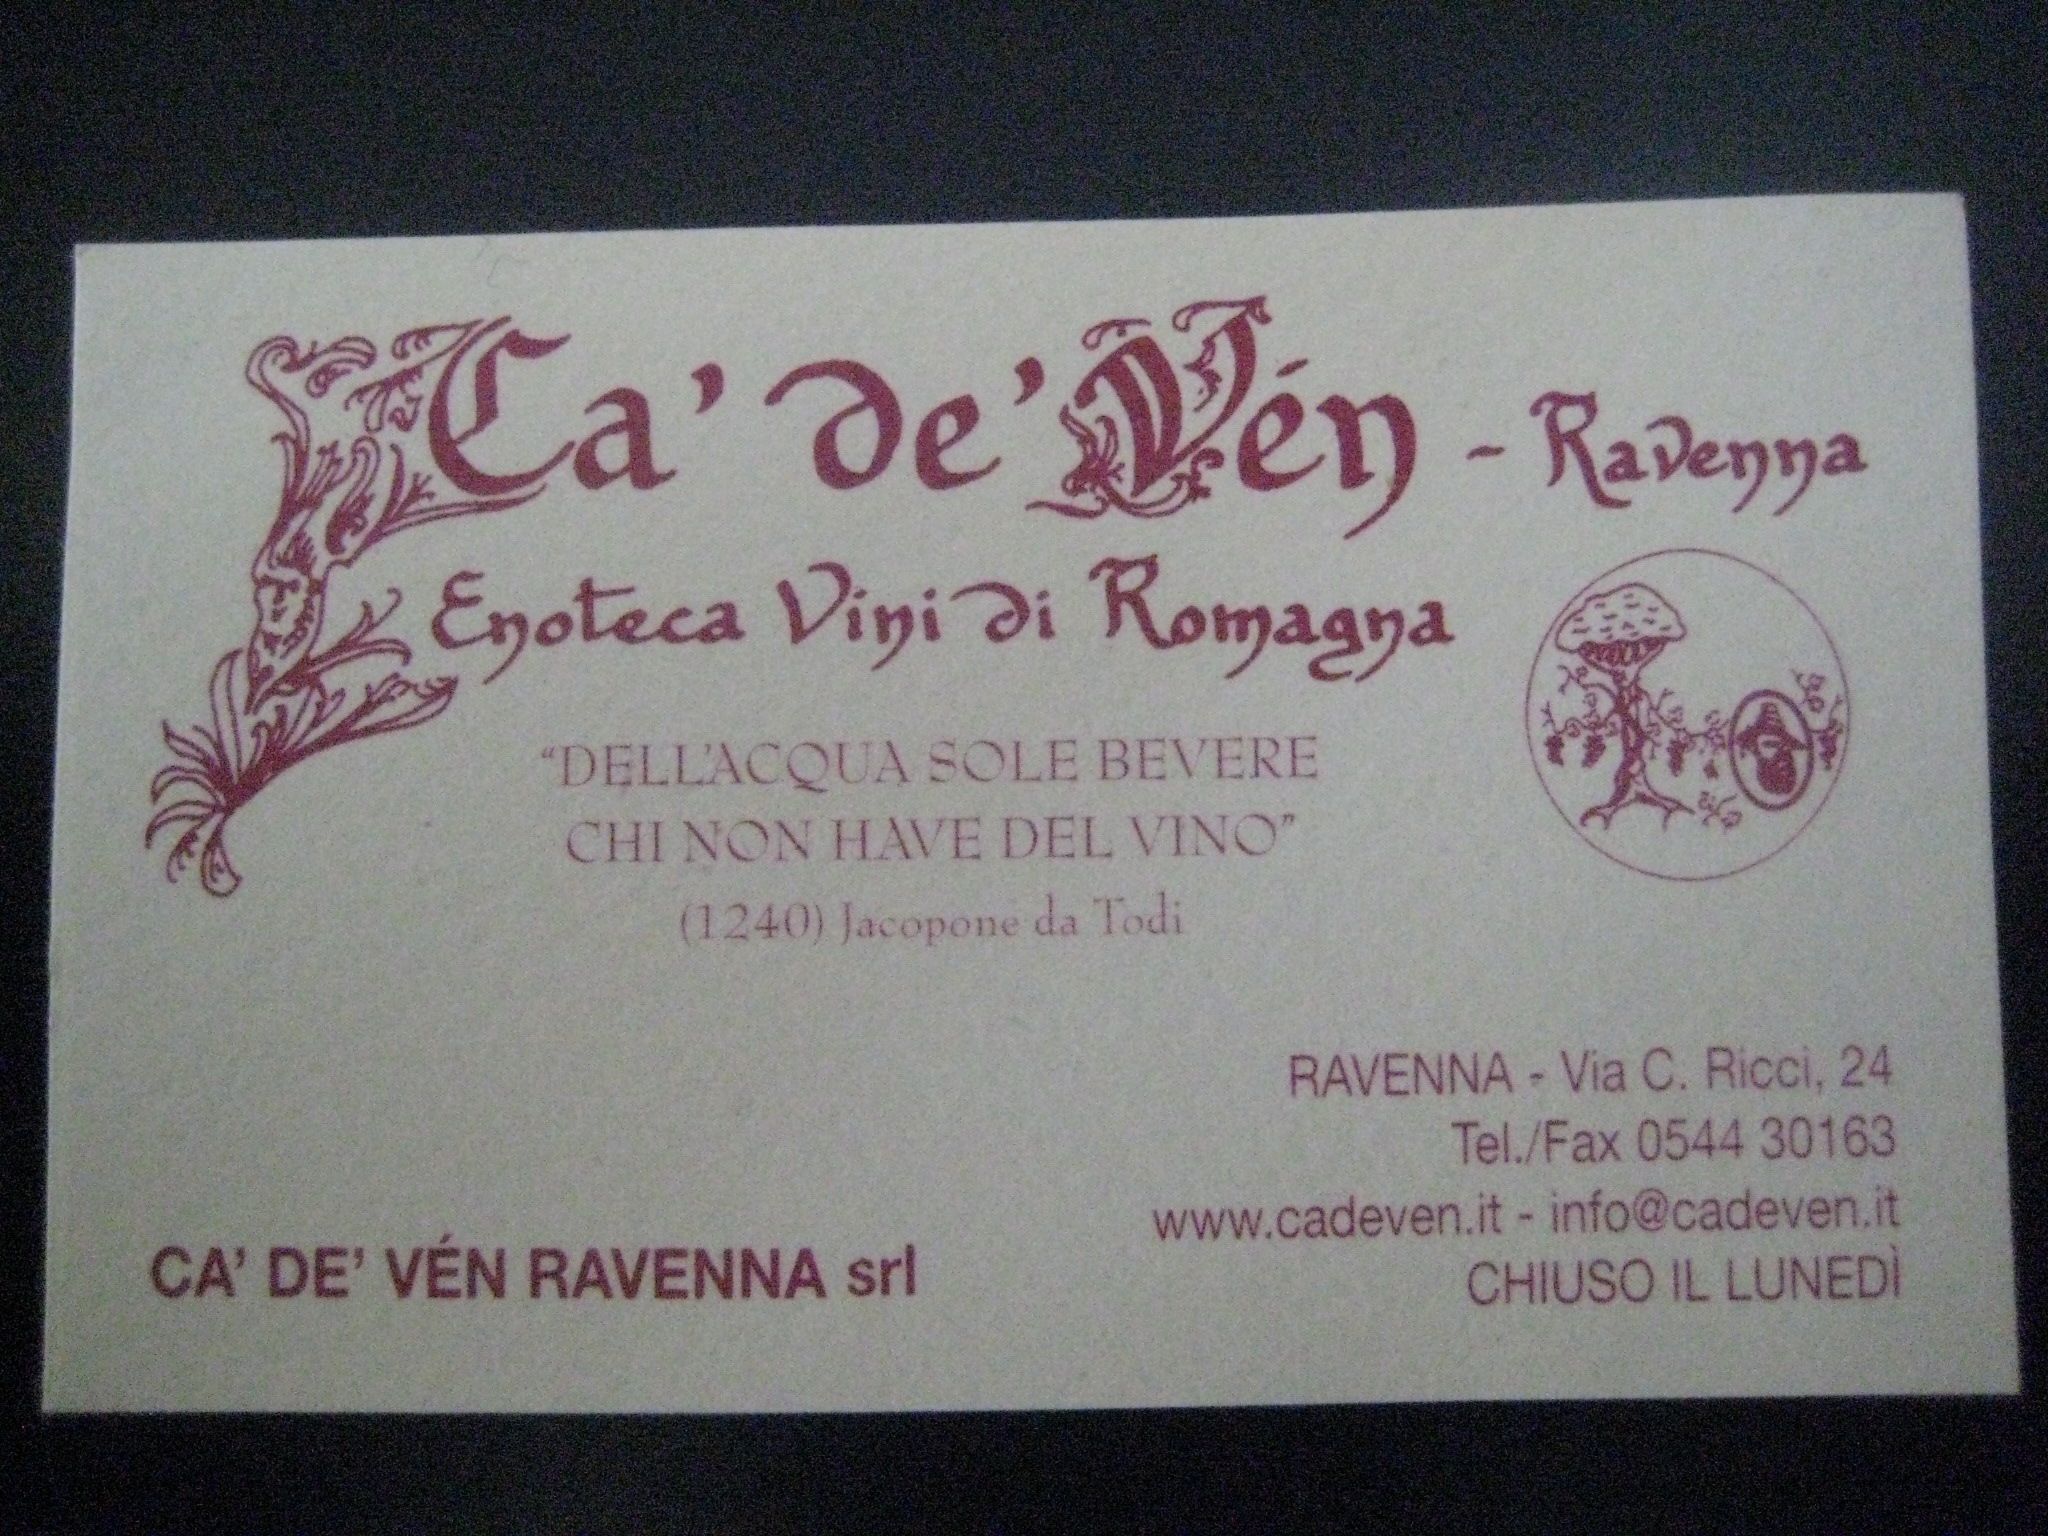 Ca' de' Vén - Ravenna
Enoteca Vini di Romagna
“DELL'ACQUA SOLE BEVERE
CHI NON HAVE DEL VINO”
(1240) Jacopone da Todi
RAVENNA - Via C. Ricci, 24
Tel./Fax 0544 30163
www.cadeven.it - info@cadeven.it
CHIUSO IL LUNEDÌ
CA' DE' VÉN RAVENNA srl